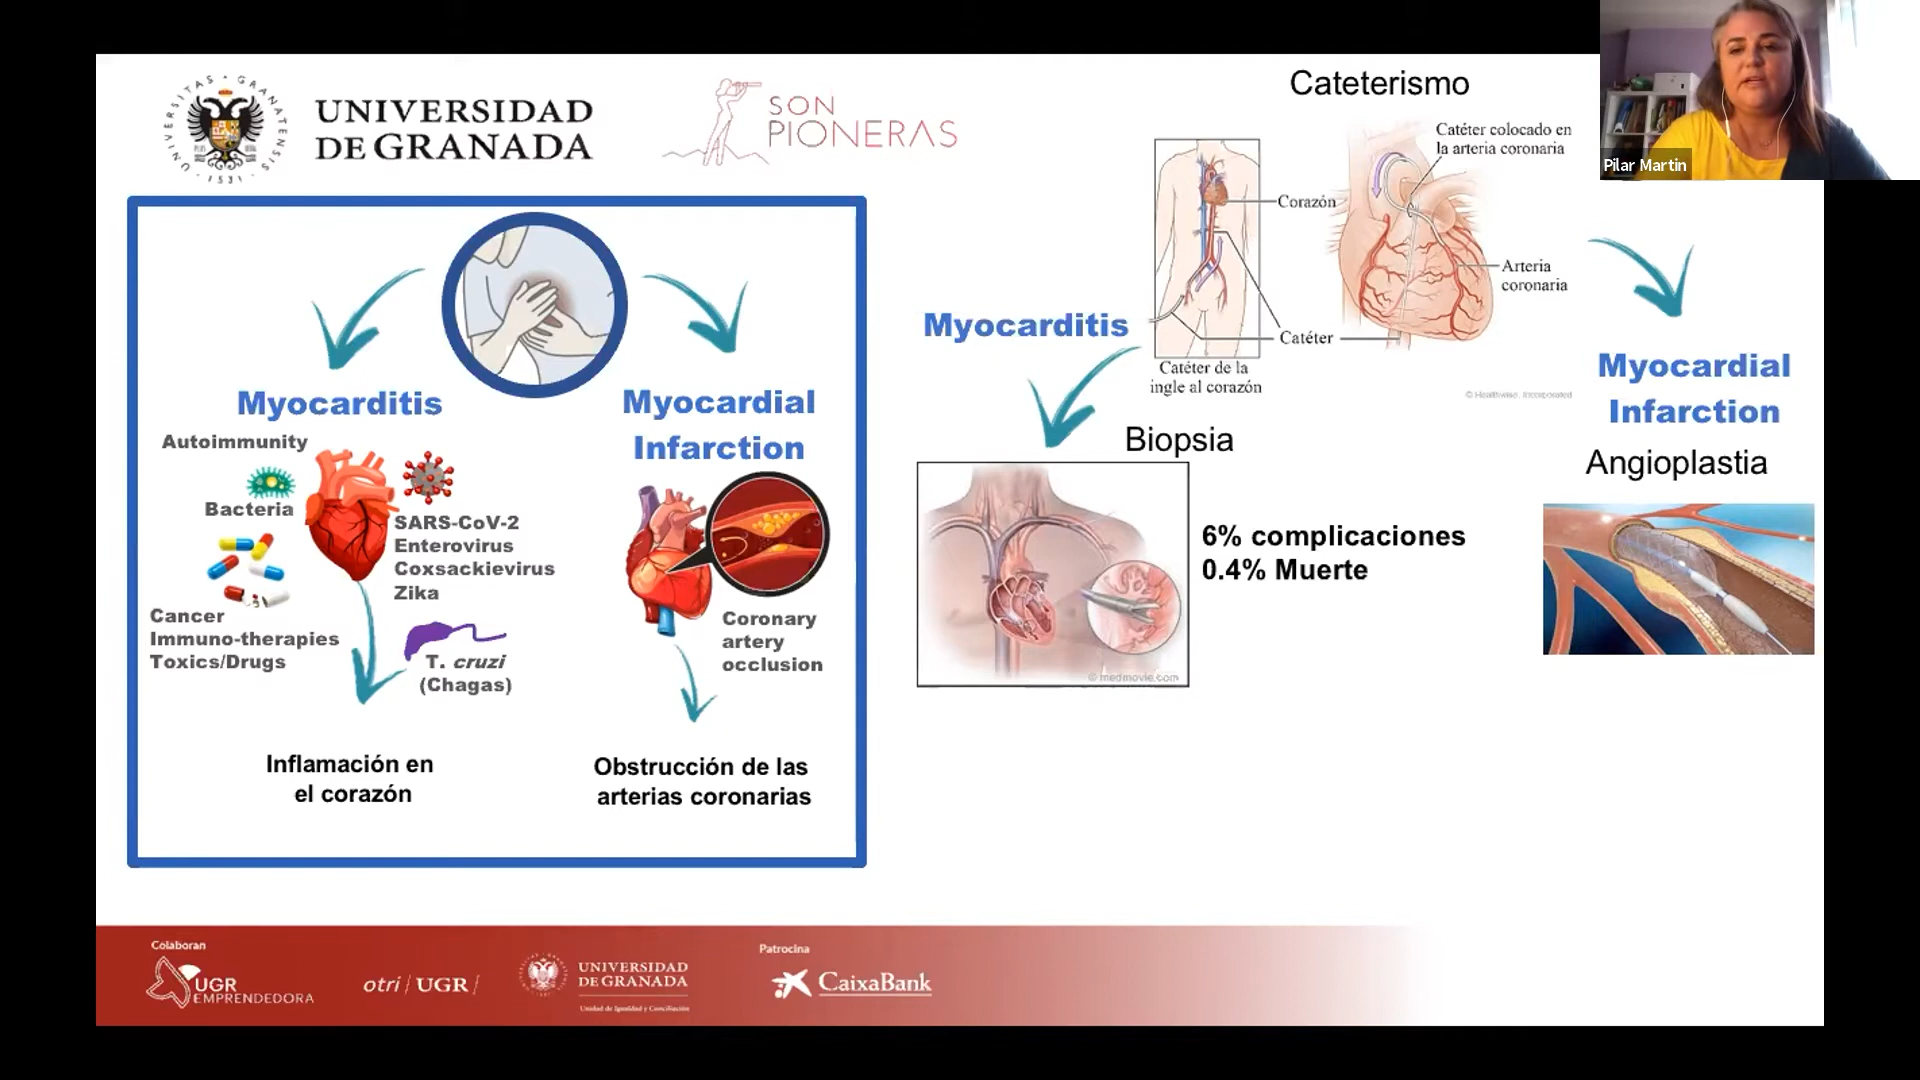 UNIVERSIDAD
DE GRANADA
UNIVERSITAS · GRANATENSIS · 1531 ·
SON
PIONERAS
Cateterismo
Pilar Martin
Catéter colocado en
la arteria coronaria
Corazón
Arteria
coronaria
Catéter
Catéter de la
ingle al corazón
© Healthwise, Incorporated
Myocarditis
Autoimmunity
Bacteria
SARS-CoV-2
Enterovirus
Coxsackievirus
Zika
Cancer
Immuno-therapies
Toxics/Drugs
T. cruzi
(Chagas)
Inflamación en
el corazón
Myocardial
Infarction
Coronary
artery
occlusion
Obstrucción de las
arterias coronarias
Myocarditis
Biopsia
© medmovie.com
6% complicaciones
0.4% Muerte
Myocardial
Infarction
Angioplastia
Colaboran
UGR
EMPRENDEDORA
otri/UGR/
UNIVERSIDAD
DE GRANADA
Unidad de Igualdad y Conciliación
Patrocina
CaixaBank